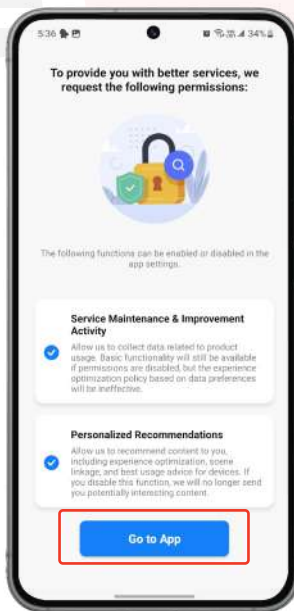 5:36
34%
To provide you with better services, we
request the following permissions:
The following functions can be enabled or disabled in the
app settings.
Service Maintenance & Improvement
Activity
Allow us to collect data related to product
usage. Basic functionality will still be available
if permissions are disabled, but the experience
optimization policy based on data preferences
will be ineffective.
Personalized Recommendations
Allow us to recommend content to you,
including experience optimization, scene
linkage, and best usage advice for devices. If
you disable this function, we will no longer send
you potentially interesting content.
Go to App